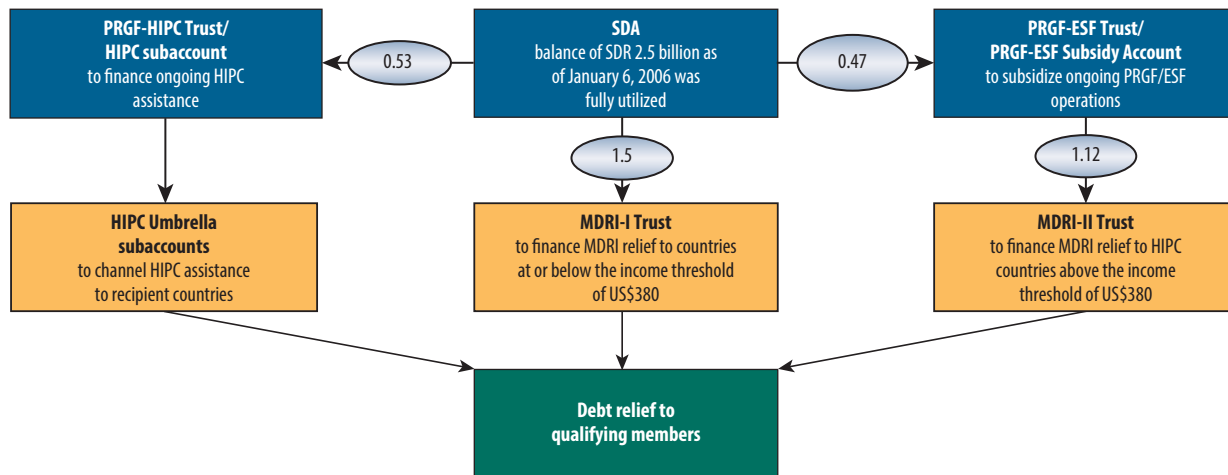 PRGF-HIPC Trust/
HIPC subaccount
to finance ongoing HIPC
assistance
0.53
SDA
balance of SDR 2.5 billion as
of January 6, 2006 was
fully utilized
0.47
PRGF-ESF Trust/
PRGF-ESF Subsidy Account
to subsidize ongoing PRGF/ESF
operations
1.5
1.12
HIPC Umbrella
subaccounts
to channel HIPC assistance
to recipient countries
MDRI-I Trust
to finance MDRI relief to countries
at or below the income threshold
of US$380
MDRI-II Trust
to finance MDRI relief to HIPC
countries above the income
threshold of US$380
Debt relief to
qualifying members